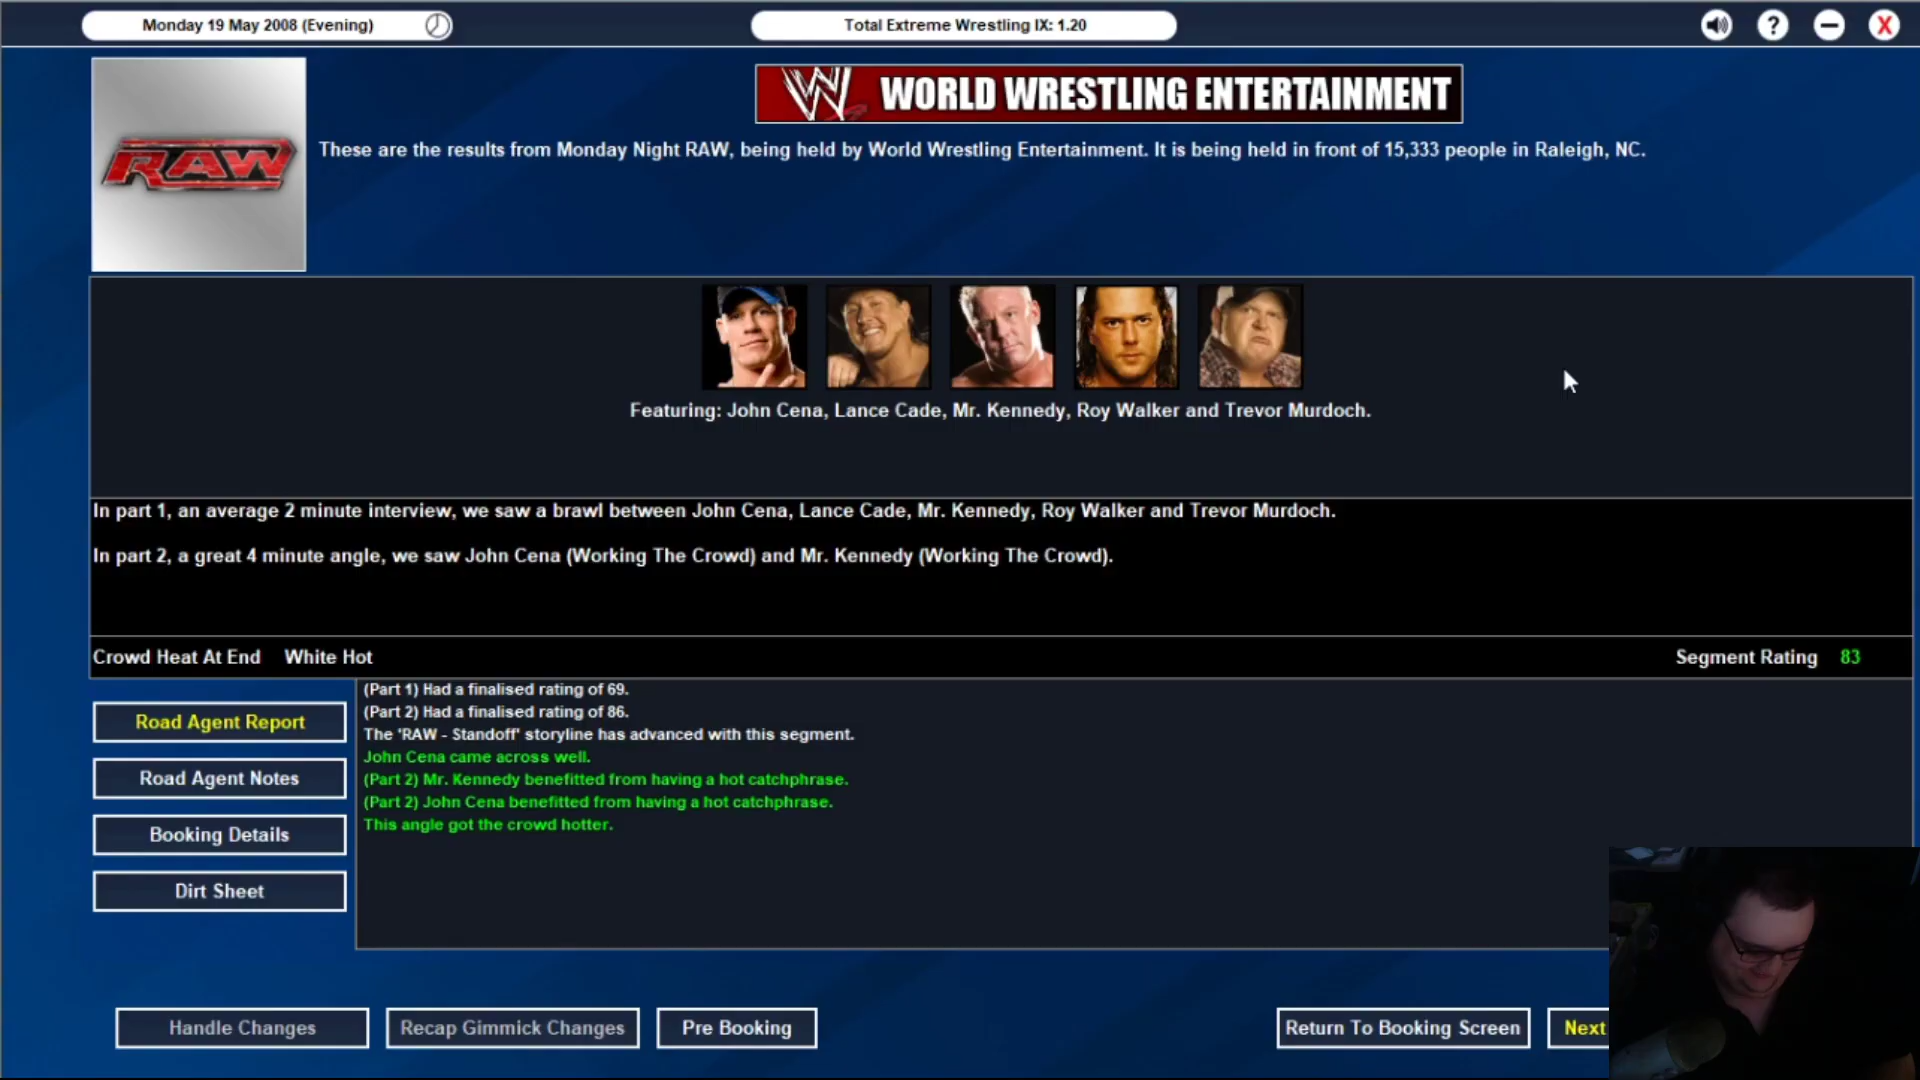 Monday 19 May 2008 (Evening)
Total Extreme Wrestling IX: 1.20
?
X
RAW
W WORLD WRESTLING ENTERTAINMENT
These are the results from Monday Night RAW, being held by World Wrestling Entertainment. It is being held in front of 15,333 people in Raleigh, NC.
Featuring: John Cena, Lance Cade, Mr. Kennedy, Roy Walker and Trevor Murdoch.
In part 1, an average 2 minute interview, we saw a brawl between John Cena, Lance Cade, Mr. Kennedy, Roy Walker and Trevor Murdoch.
In part 2, a great 4 minute angle, we saw John Cena (Working The Crowd) and Mr. Kennedy (Working The Crowd).
Crowd Heat At End White Hot
Segment Rating 83
Road Agent Report
Road Agent Notes
Booking Details
Dirt Sheet
(Part 1) Had a finalised rating of 69.
(Part 2) Had a finalised rating of 86.
The 'RAW - Standoff' storyline has advanced with this segment.
John Cena came across well.
(Part 2) Mr. Kennedy benefitted from having a hot catchphrase.
(Part 2) John Cena benefitted from having a hot catchphrase.
This angle got the crowd hotter.
Handle Changes
Recap Gimmick Changes
Pre Booking
Return To Booking Screen
Next